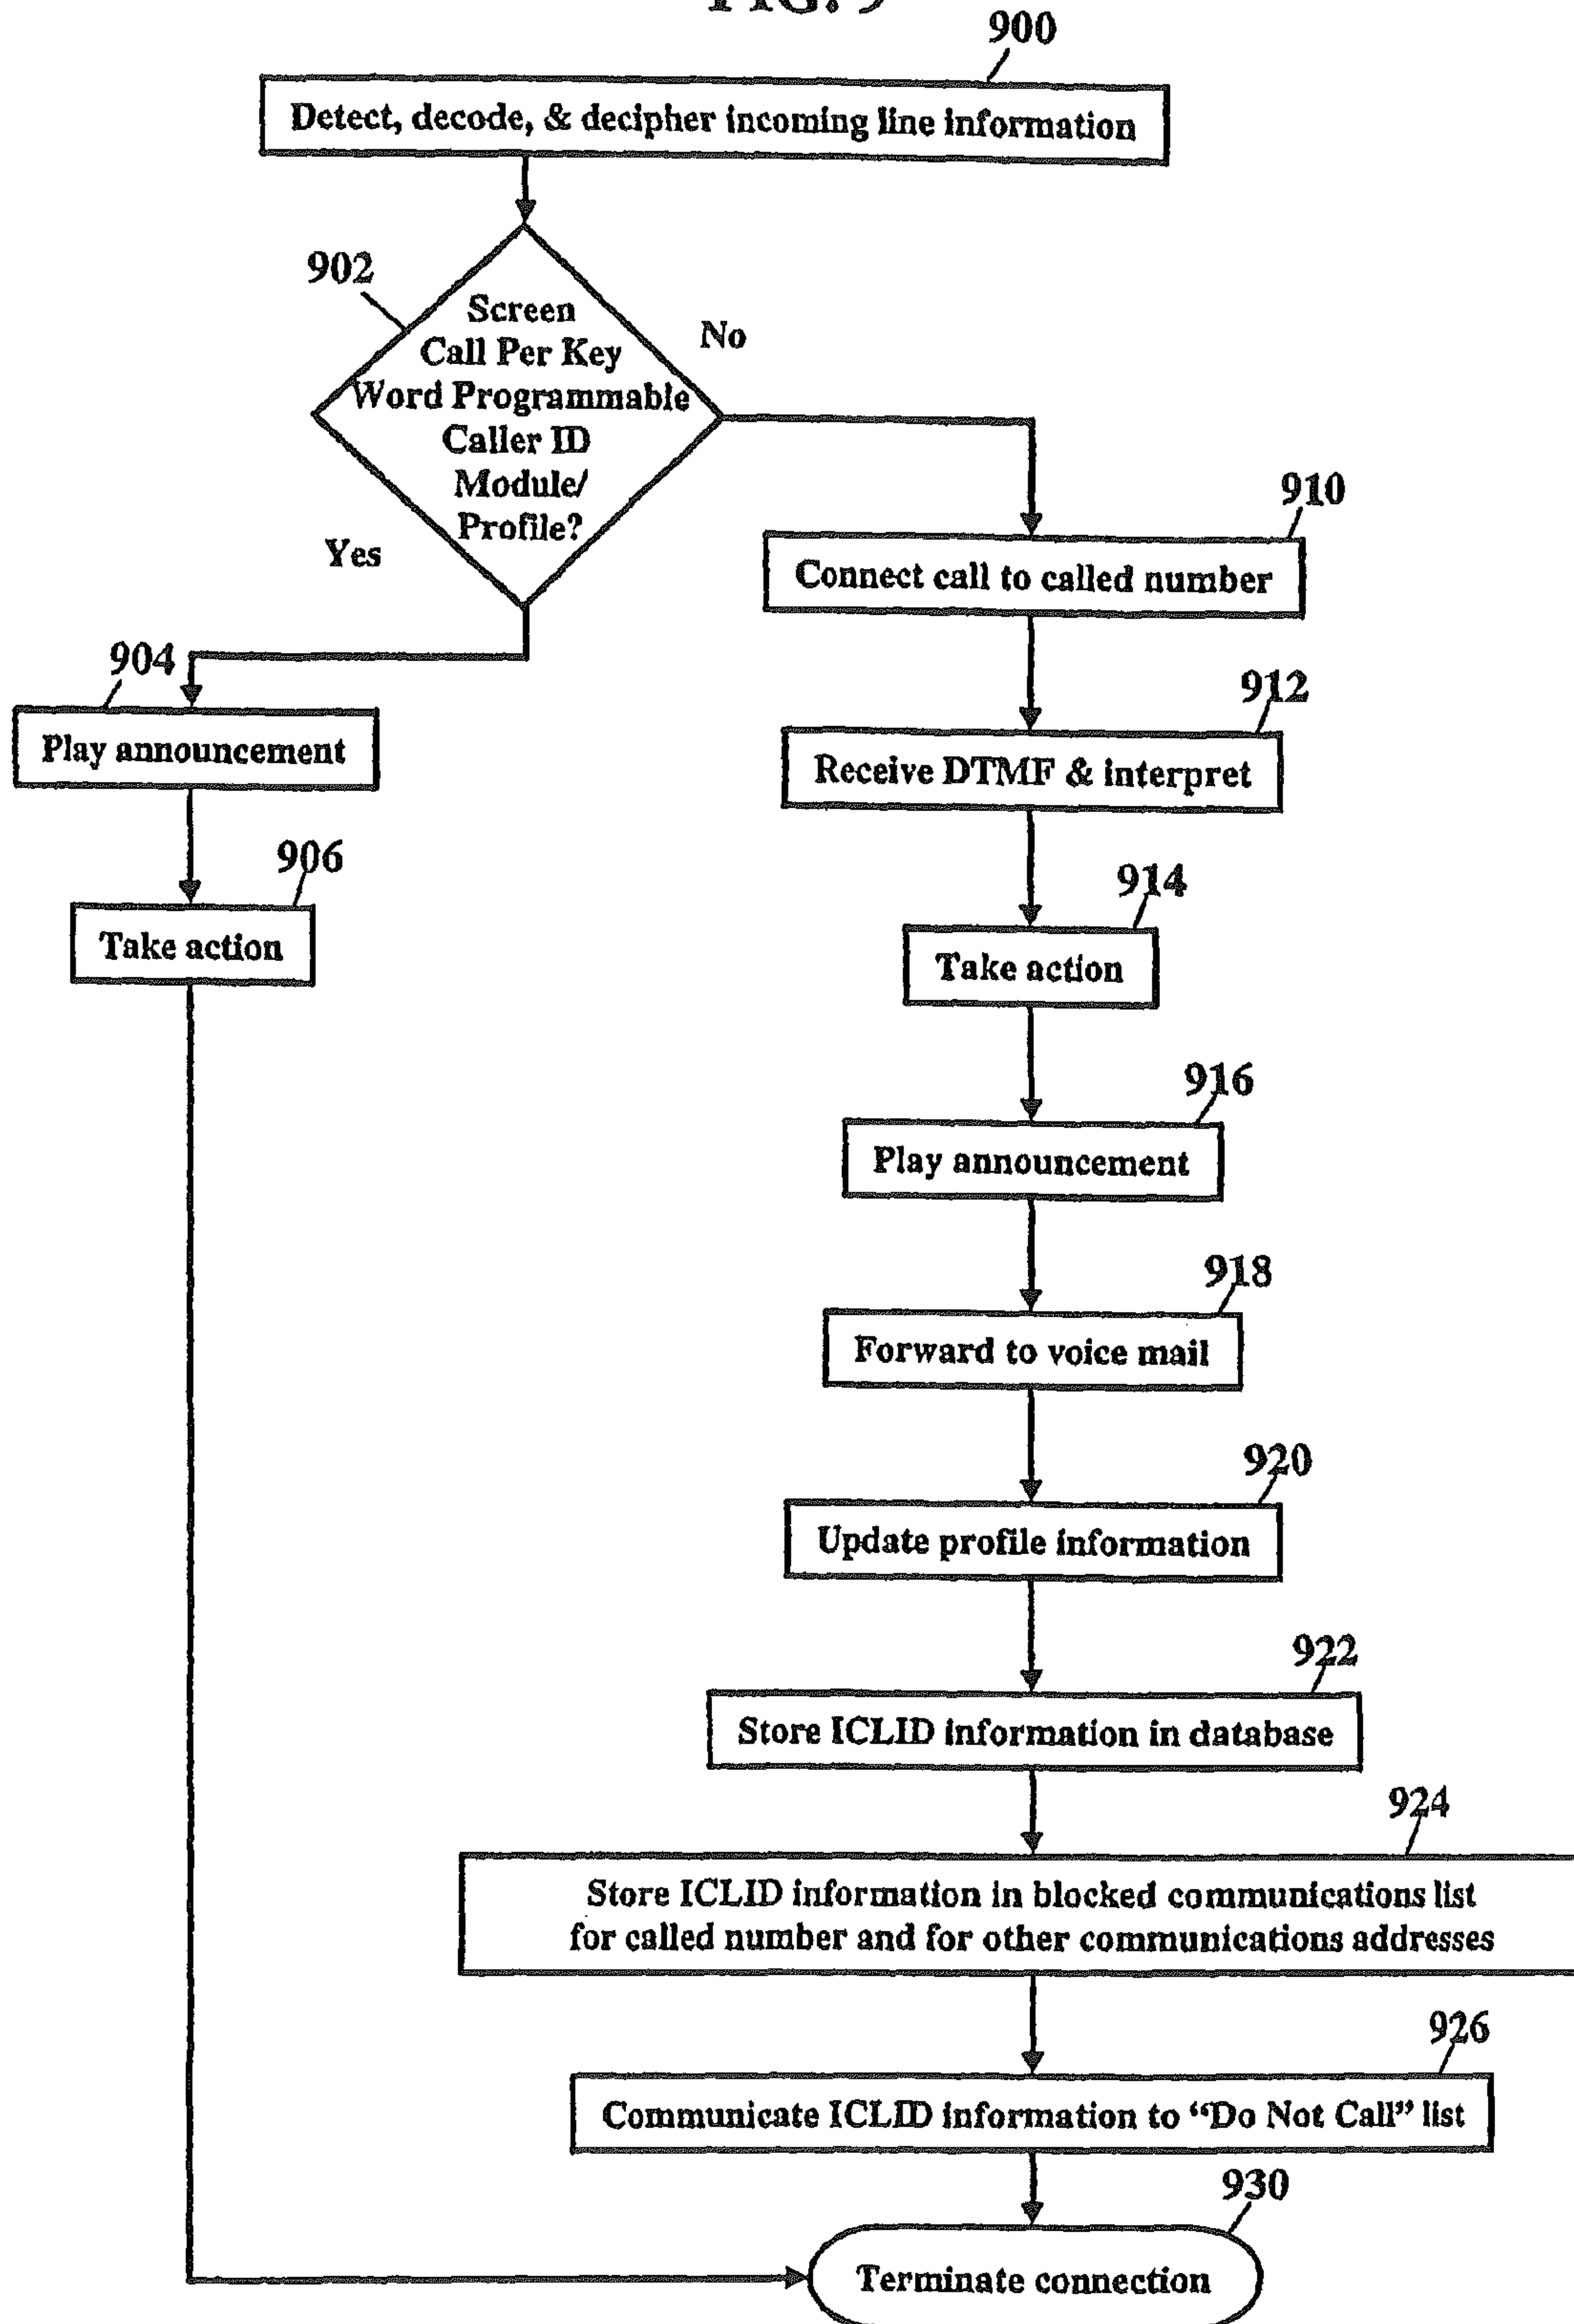 FIG. 9
900
Detect, decode, & decipher incoming line information
902
Screen
Call Per Key
Word Programmable
Caller ID
Module/
Profile?
No
Yes
910
Connect call to called number
904
Play announcement
912
Receive DTMF & interpret
906
Take action
914
Take action
916
Play announcement
918
Forward to voice mail
920
Update profile information
922
Store ICLID information in database
924
Store ICLID information in blocked communications list
for called number and for other communications addresses
926
Communicate ICLID information to “Do Not Call” list
930
Terminate connection